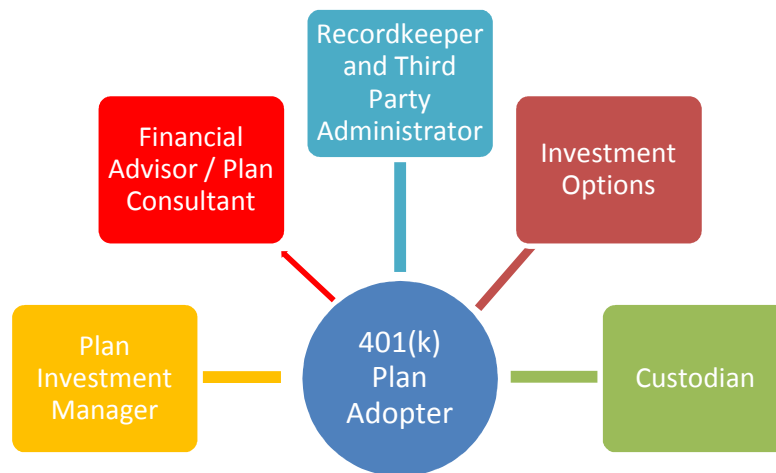 Recordkeeper
and Third
Party
Administrator
Financial
Advisor / Plan
Consultant
Investment
Options
Plan
Investment
Manager
401(k)
Plan
Adopter
Custodian